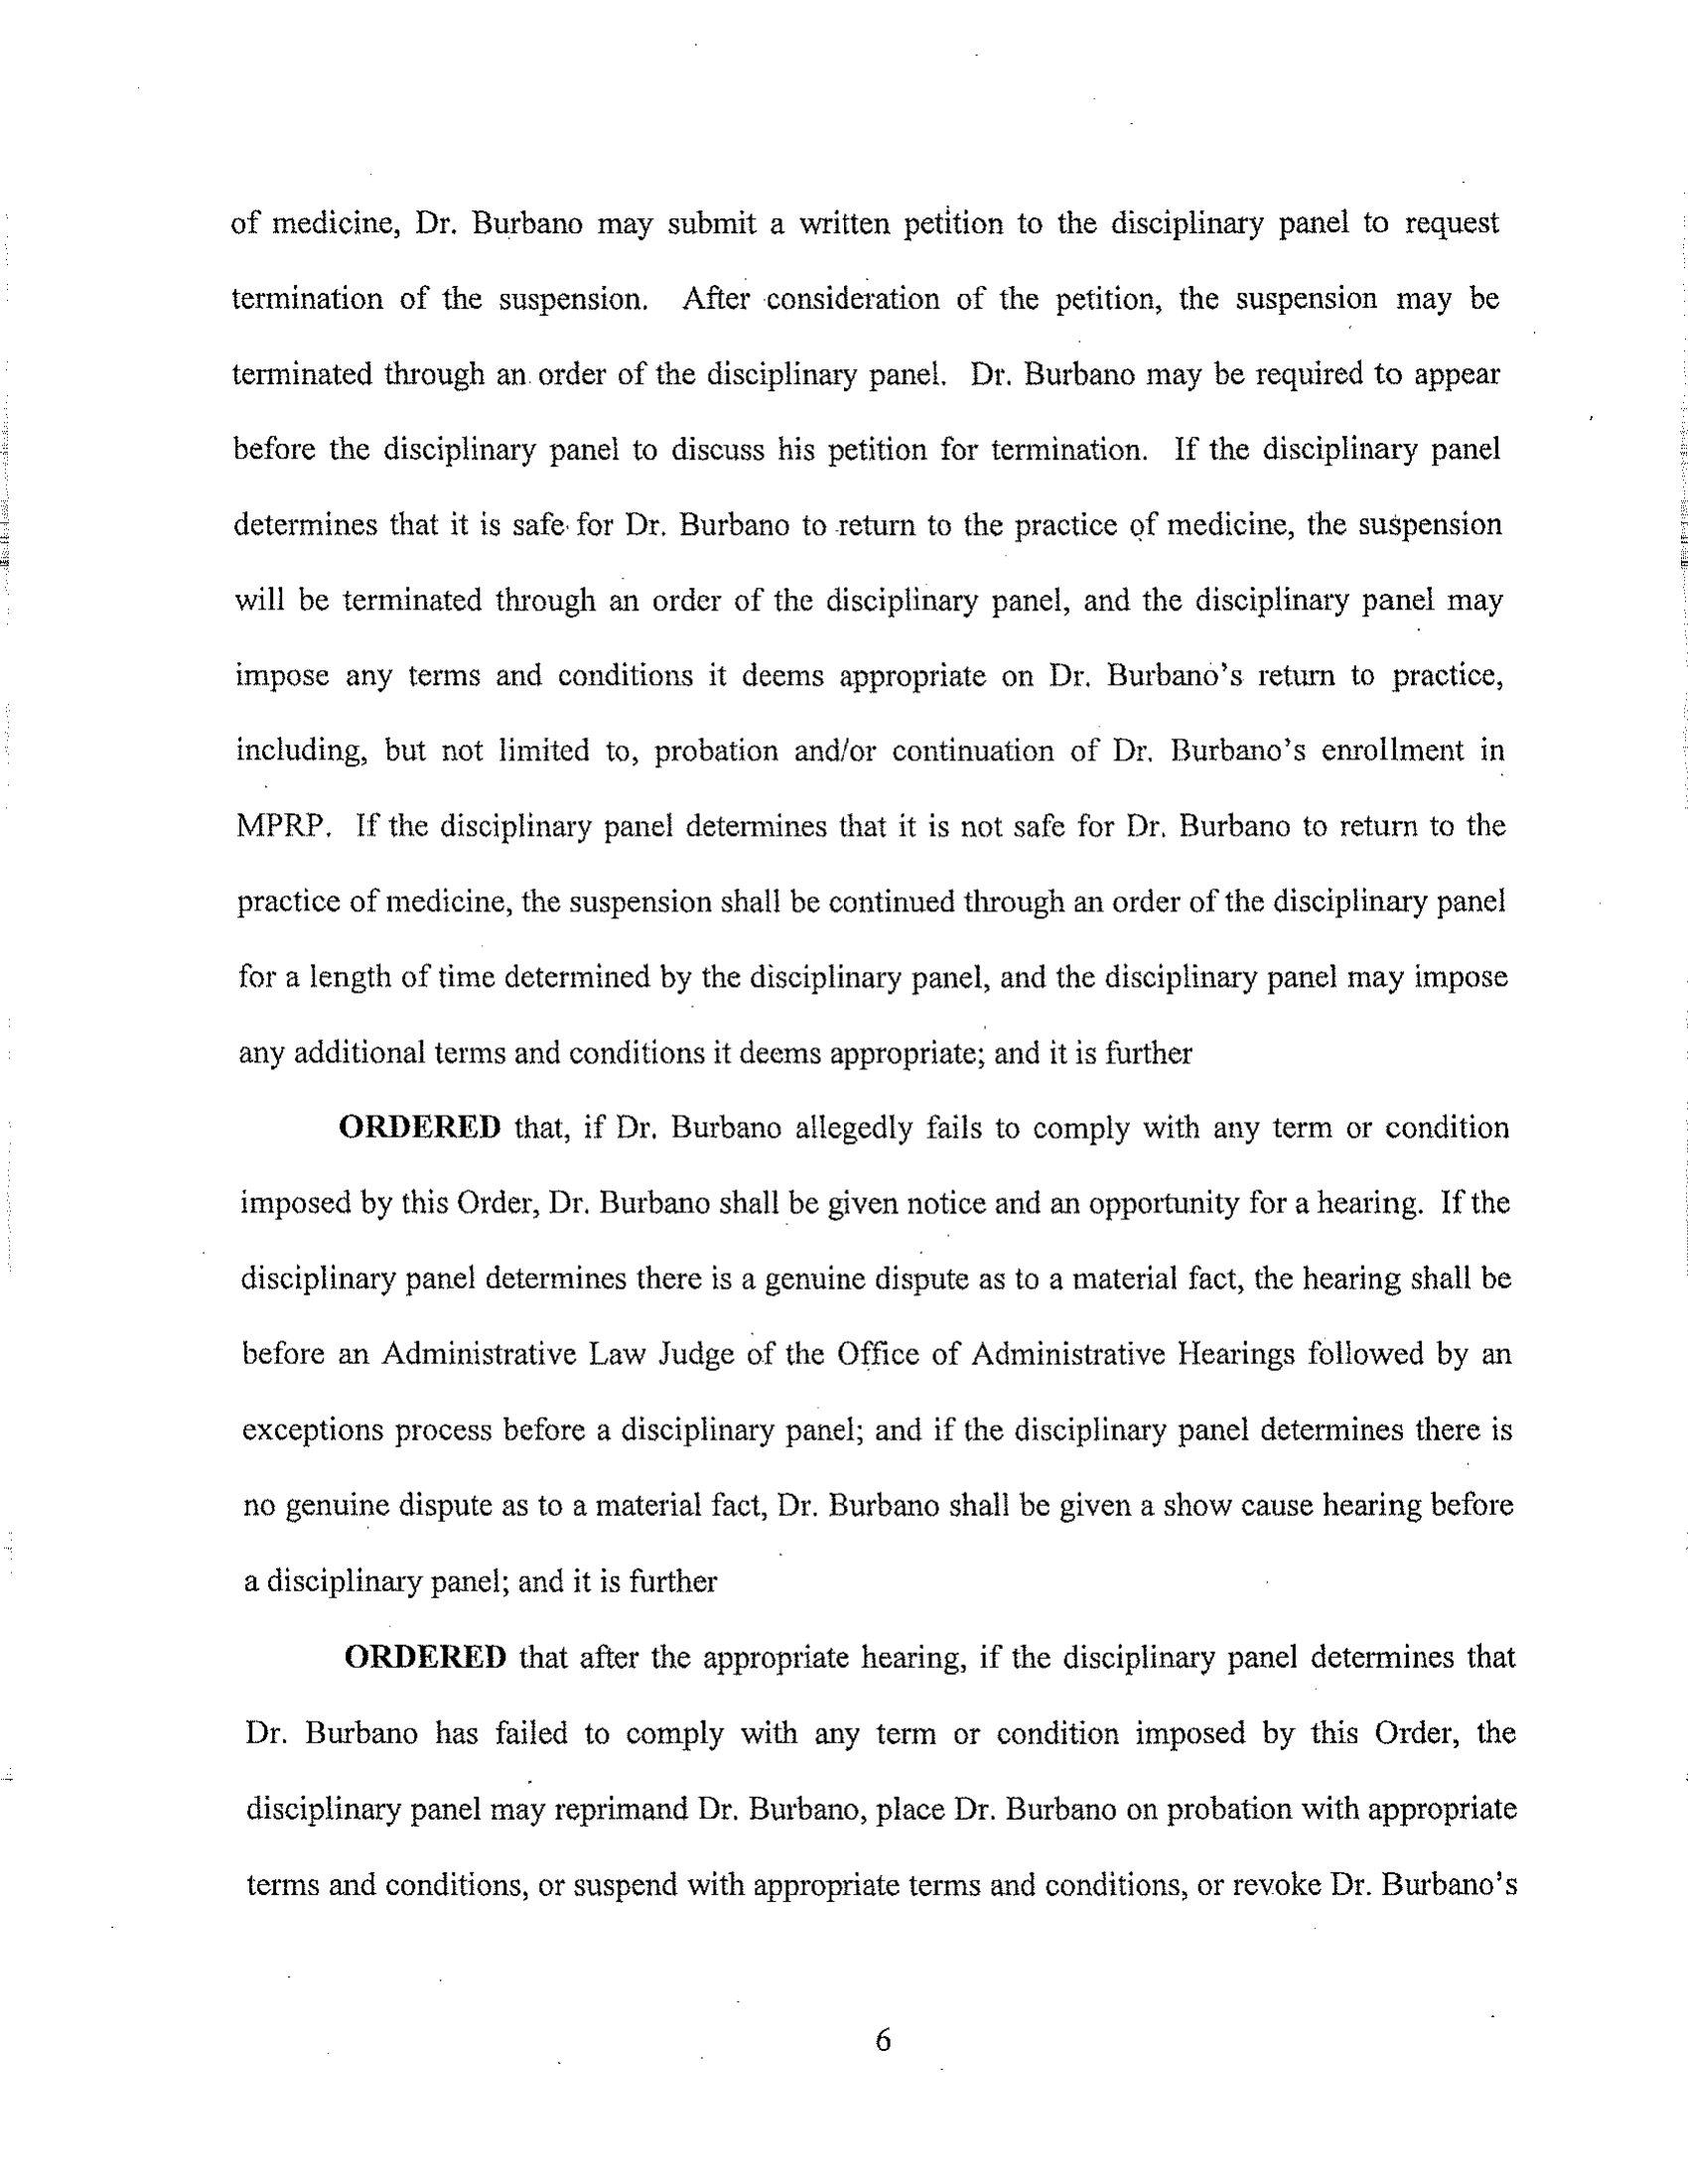 of medicine, Dr. Burbano may submit a written petition to the disciplinary panel to request
termination of the suspension. After consideration of the petition, the suspension may be
terminated through an order of the disciplinary panel. Dr. Burbano may be required to appear
before the disciplinary panel to discuss his petition for termination. If the disciplinary panel
determines that it is safe for Dr. Burbano to return to the practice of medicine, the suspension
will be terminated through an order of the disciplinary panel, and the disciplinary panel may
impose any terms and conditions it deems appropriate on Dr. Burbano's return to practice,
including, but not limited to, probation and/or continuation of Dr. Burbano's enrollment in
MPRP. If the disciplinary panel determines that it is not safe for Dr. Burbano to return to the
practice of medicine, the suspension shall be continued through an order of the disciplinary panel
for a length of time determined by the disciplinary panel, and the disciplinary panel may impose
any additional terms and conditions it deems appropriate; and it is further
ORDERED that, if Dr. Burbano allegedly fails to comply with any term or condition
imposed by this Order, Dr. Burbano shall be given notice and an opportunity for a hearing. If the
disciplinary panel determines there is a genuine dispute as to a material fact, the hearing shall be
before an Administrative Law Judge of the Office of Administrative Hearings followed by an
exceptions process before a disciplinary panel; and if the disciplinary panel determines there is
no genuine dispute as to a material fact, Dr. Burbano shall be given a show cause hearing before
a disciplinary panel; and it is further
ORDERED that after the appropriate hearing, if the disciplinary panel determines that
Dr. Burbano has failed to comply with any term or condition imposed by this Order, the
disciplinary panel may reprimand Dr. Burbano, place Dr. Burbano on probation with appropriate
terms and conditions, or suspend with appropriate terms and conditions, or revoke Dr. Burbano's
6